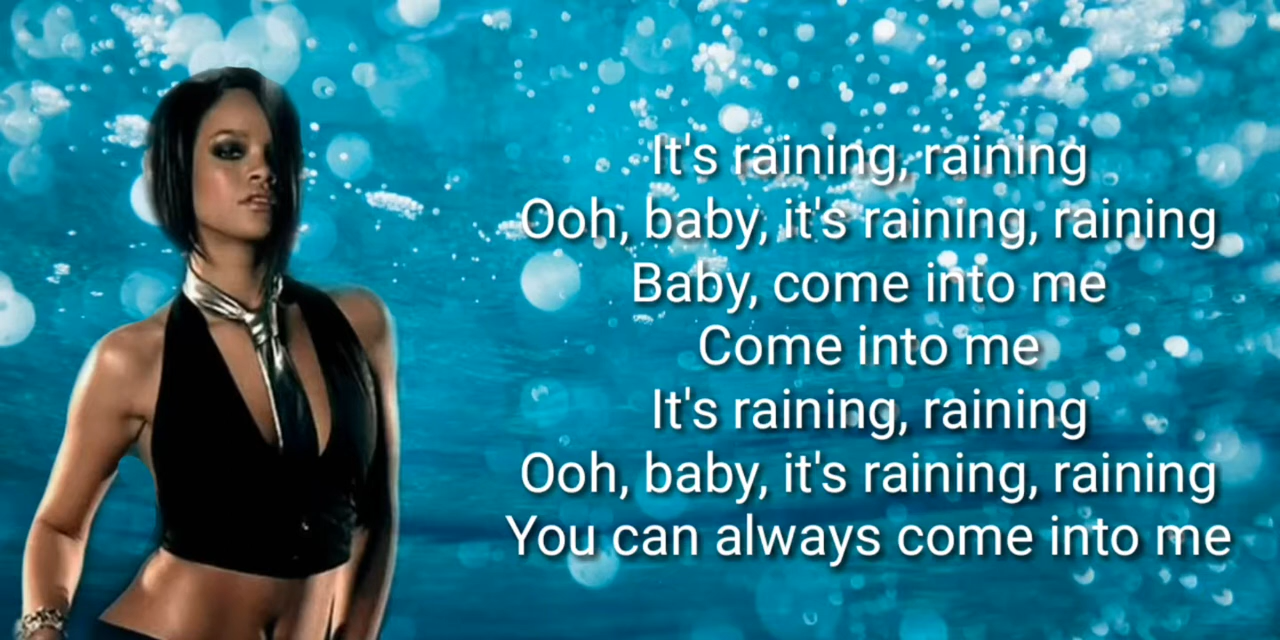 It's raining, raining
Ooh, baby, it's raining, raining
Baby, come into me
Come into me
It's raining, raining
Ooh, baby, it's raining, raining
You can always come into me